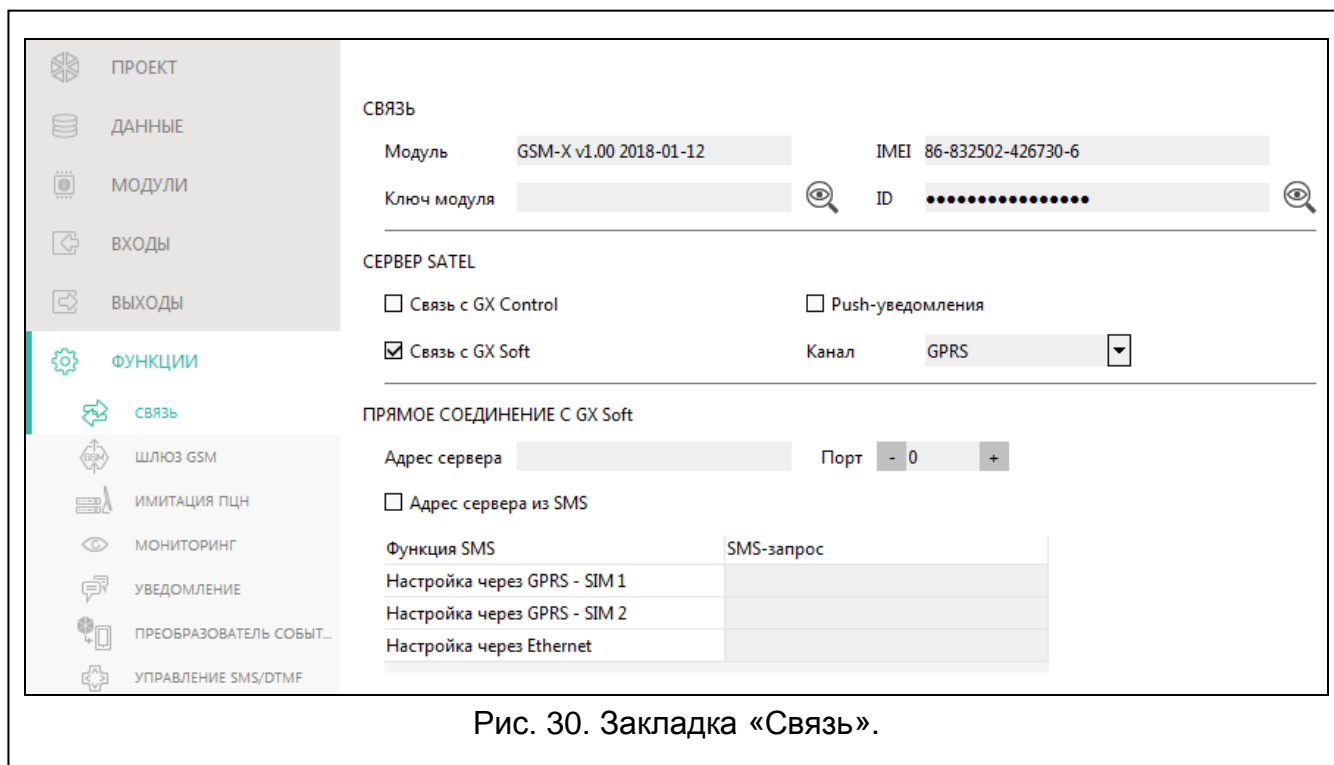 ПРОЕКТ
ДАННЫЕ
МОДУЛИ
ВХОДЫ
ВЫХОДЫ
ФУНКЦИИ
СВЯЗЬ
ШЛЮЗ GSM
GSM
ИМИТАЦИЯ ПЦН
МОНИТОРИНГ
УВЕДОМЛЕНИЕ
ПРЕОБРАЗОВАТЕЛЬ СОБЫТ...
УПРАВЛЕНИЕ SMS/DTMF
СВЯЗЬ
Модуль GSM-X v1.00 2018-01-12 IMEI 86-832502-426730-6
Ключ модуля ID ••••••••••••••••
СЕРВЕР SATEL
Связь с GX Control Push-уведомления
Связь с GX Soft Канал GPRS
ПРЯМОЕ СОЕДИНЕНИЕ С GX Soft
Адрес сервера Порт - 0 +
Адрес сервера из SMS
Функция SMS SMS-запрос
Настройка через GPRS - SIM 1
Настройка через GPRS - SIM 2
Настройка через Ethernet
Рис. 30. Закладка «Связь».